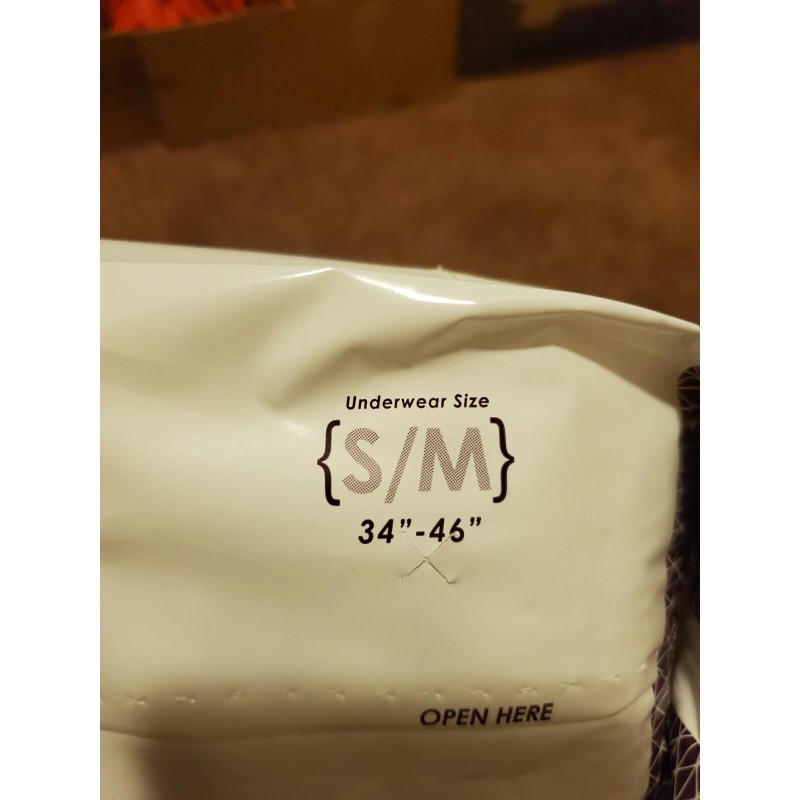 Underwear Size
{S/M}
34”-46”
OPEN HERE